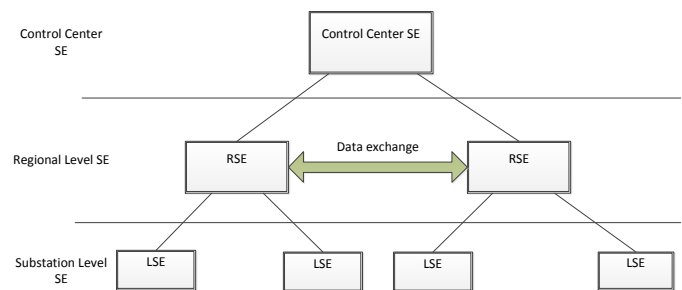 Control Center
SE
Control Center SE
Regional Level SE
RSE
Data exchange
RSE
Substation Level
SE
LSE
LSE
LSE
LSE